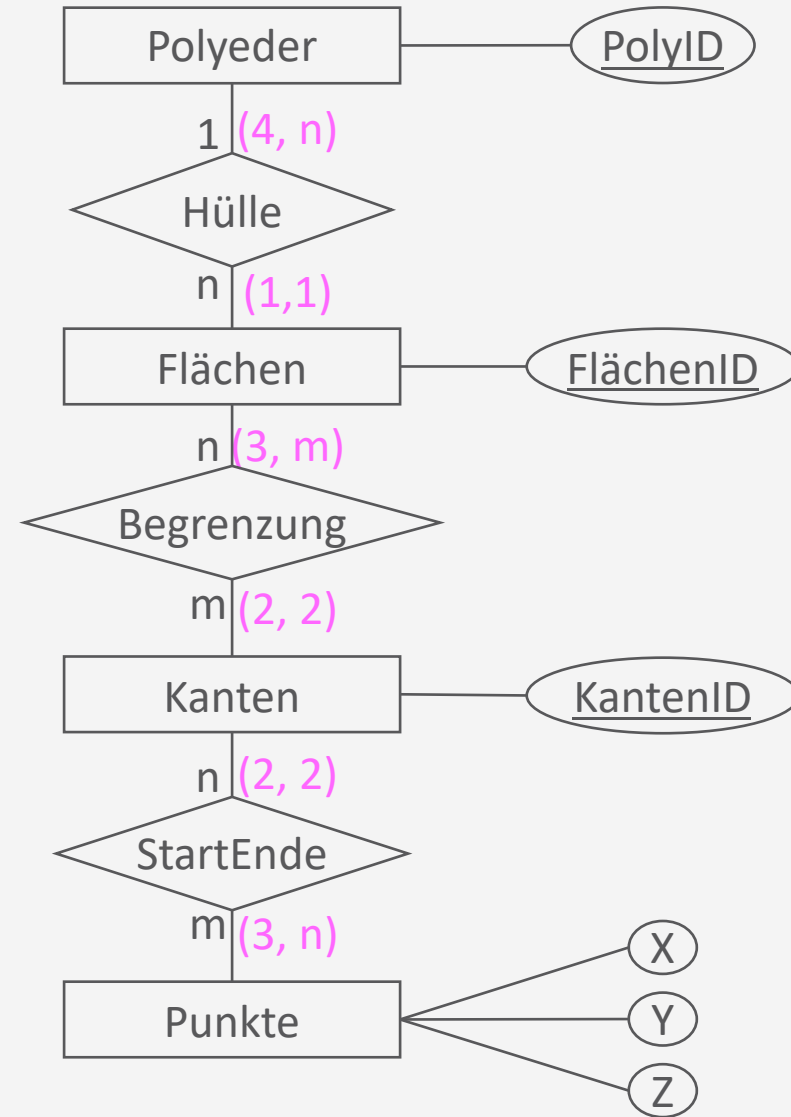 Polyeder
PolyID
1 (4, n)
Hülle
n (1,1)
Flächen
FlächenID
n (3, m)
Begrenzung
m (2, 2)
Kanten
KantenID
n (2, 2)
StartEnde
m (3, n)
X
Punkte
Y
Z